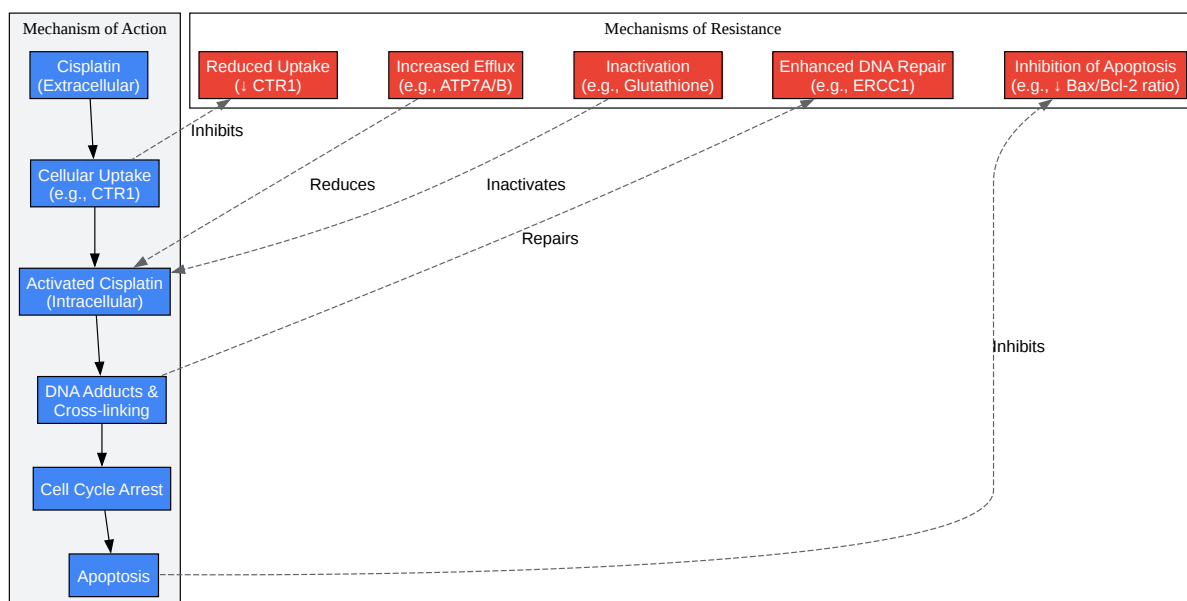 Mechanism of Action
Mechanisms of Resistance
Cisplatin
(Extracellular)
Reduced Uptake
(↓ CTR1)
Increased Efflux
(e.g., ATP7A/B)
Inactivation
(e.g., Glutathione)
Enhanced DNA Repair
(e.g., ERCC1)
Inhibition of Apoptosis
(e.g., ↓ Bax/Bcl-2 ratio)
Inhibits
Cellular Uptake
(e.g., CTR1)
Reduces
Inactivates
Repairs
Activated Cisplatin
(Intracellular)
Inhibits
DNA Adducts &
Cross-linking
Cell Cycle Arrest
Apoptosis